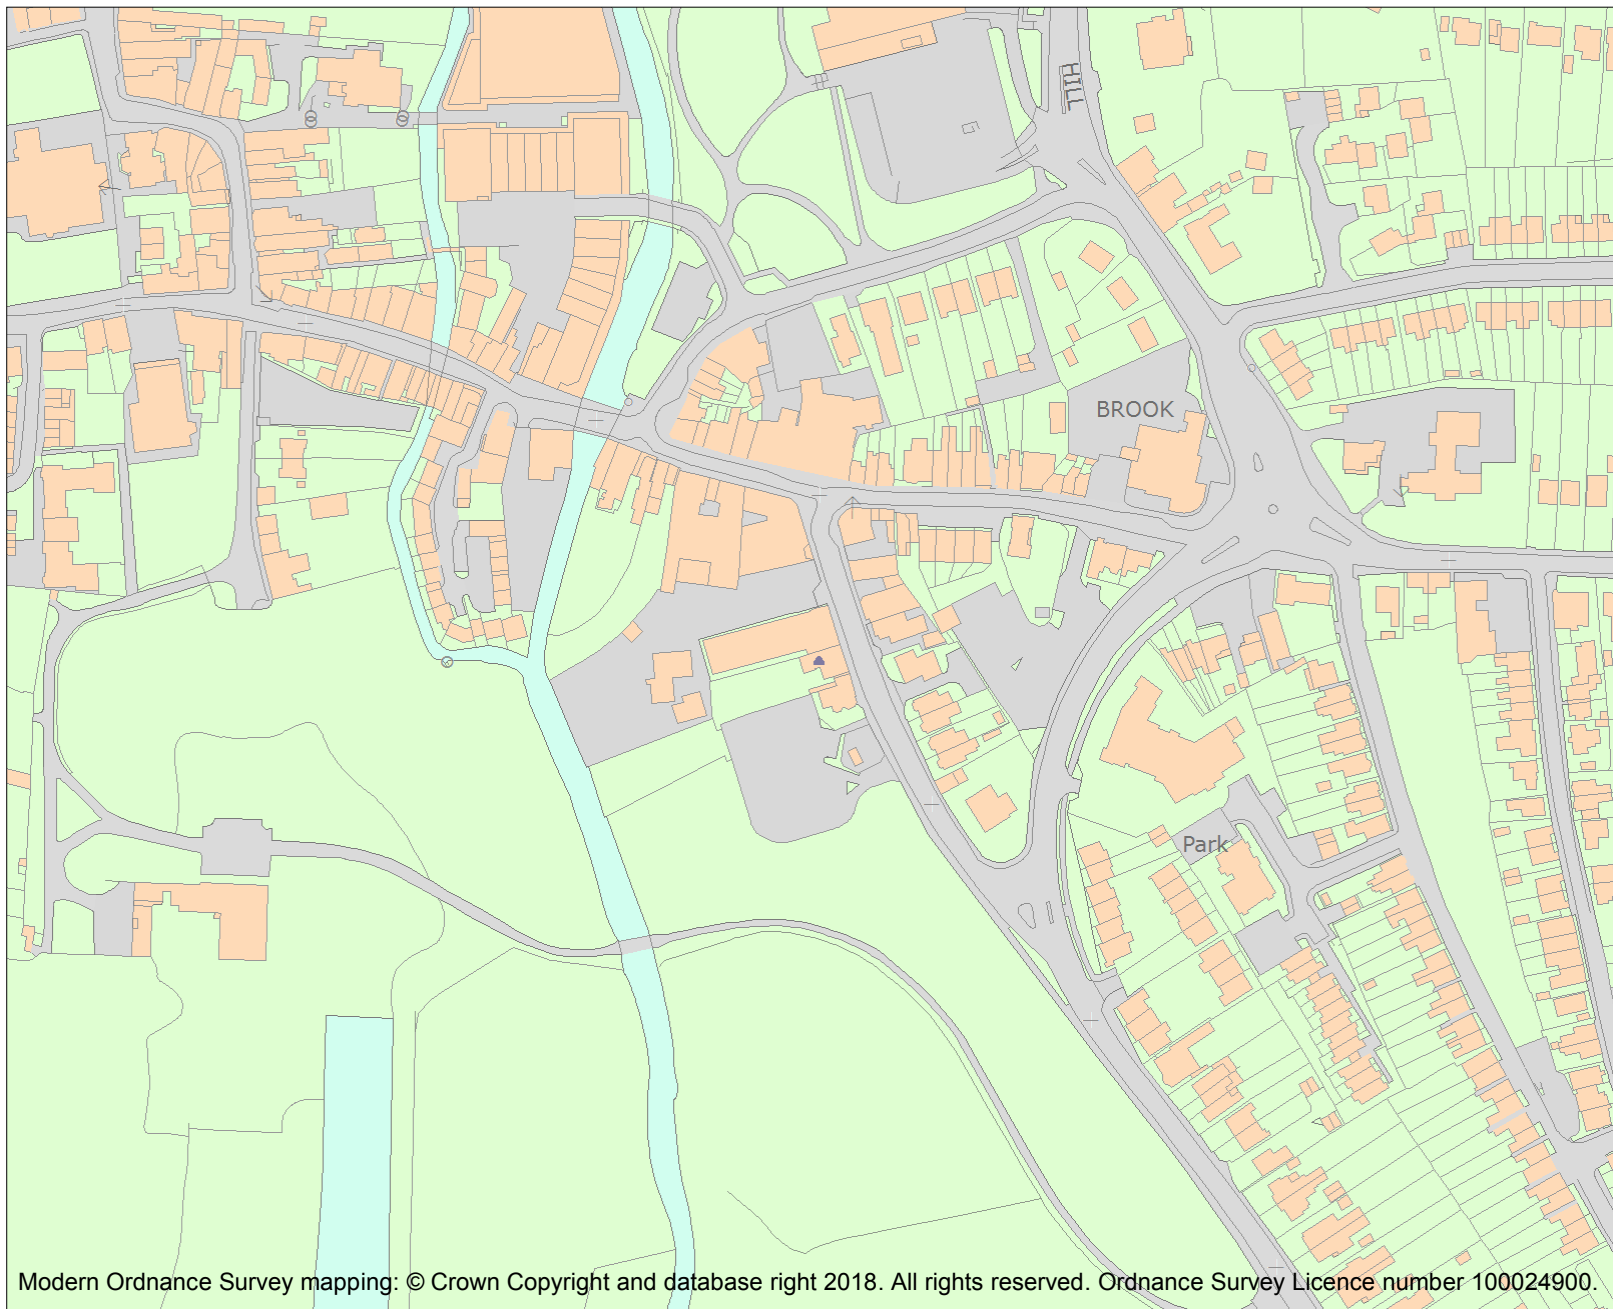 HILL
BROOK
Park
Modern Ordnance Survey mapping: © Crown Copyright and database right 2018. All rights reserved. Ordnance Survey Licence number 100024900.